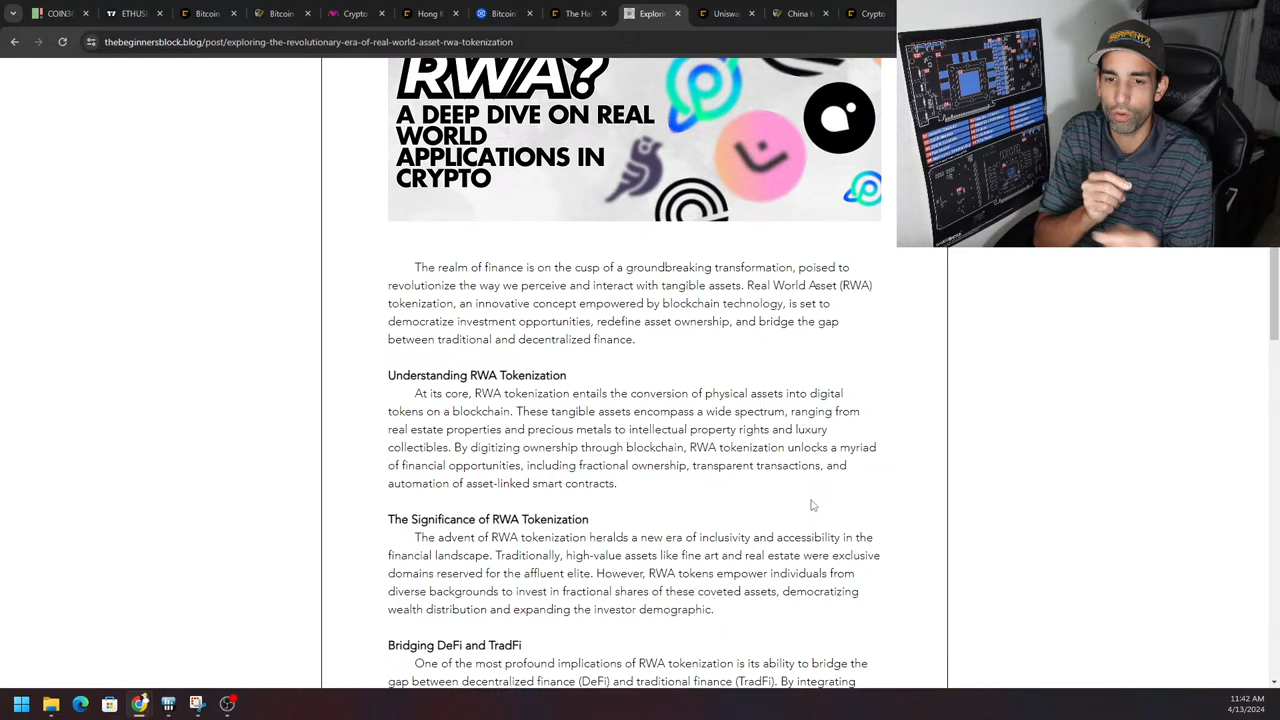 COIN3
ETHUSD
Bitcoin
Bitcoin
Crypto
Hong K
Bitcoin
The Ha
Explori
Uniswa
China h
Crypto
thebeginnersblock.blog/post/exploring-the-revolutionary-era-of-real-world-asset-rwa-tokenization
RWA?
A DEEP DIVE ON REAL
WORLD
APPLICATIONS IN
CRYPTO
The realm of finance is on the cusp of a groundbreaking transformation, poised to
revolutionize the way we perceive and interact with tangible assets. Real World Asset (RWA)
tokenization, an innovative concept empowered by blockchain technology, is set to
democratize investment opportunities, redefine asset ownership, and bridge the gap
between traditional and decentralized finance.
Understanding RWA Tokenization
At its core, RWA tokenization entails the conversion of physical assets into digital
tokens on a blockchain. These tangible assets encompass a wide spectrum, ranging from
real estate properties and precious metals to intellectual property rights and luxury
collectibles. By digitizing ownership through blockchain, RWA tokenization unlocks a myriad
of financial opportunities, including fractional ownership, transparent transactions, and
automation of asset-linked smart contracts.
The Significance of RWA Tokenization
The advent of RWA tokenization heralds a new era of inclusivity and accessibility in the
financial landscape. Traditionally, high-value assets like fine art and real estate were exclusive
domains reserved for the affluent elite. However, RWA tokens empower individuals from
diverse backgrounds to invest in fractional shares of these coveted assets, democratizing
wealth distribution and expanding the investor demographic.
Bridging DeFi and TradFi
One of the most profound implications of RWA tokenization is its ability to bridge the
gap between decentralized finance (DeFi) and traditional finance (TradFi). By integrating
11:42 AM
4/13/2024